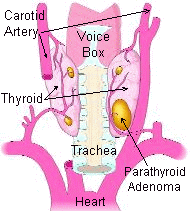 Carotid
Artery
Voice
Box
Thyroid
Trachea
Parathyroid
Adenoma
Heart